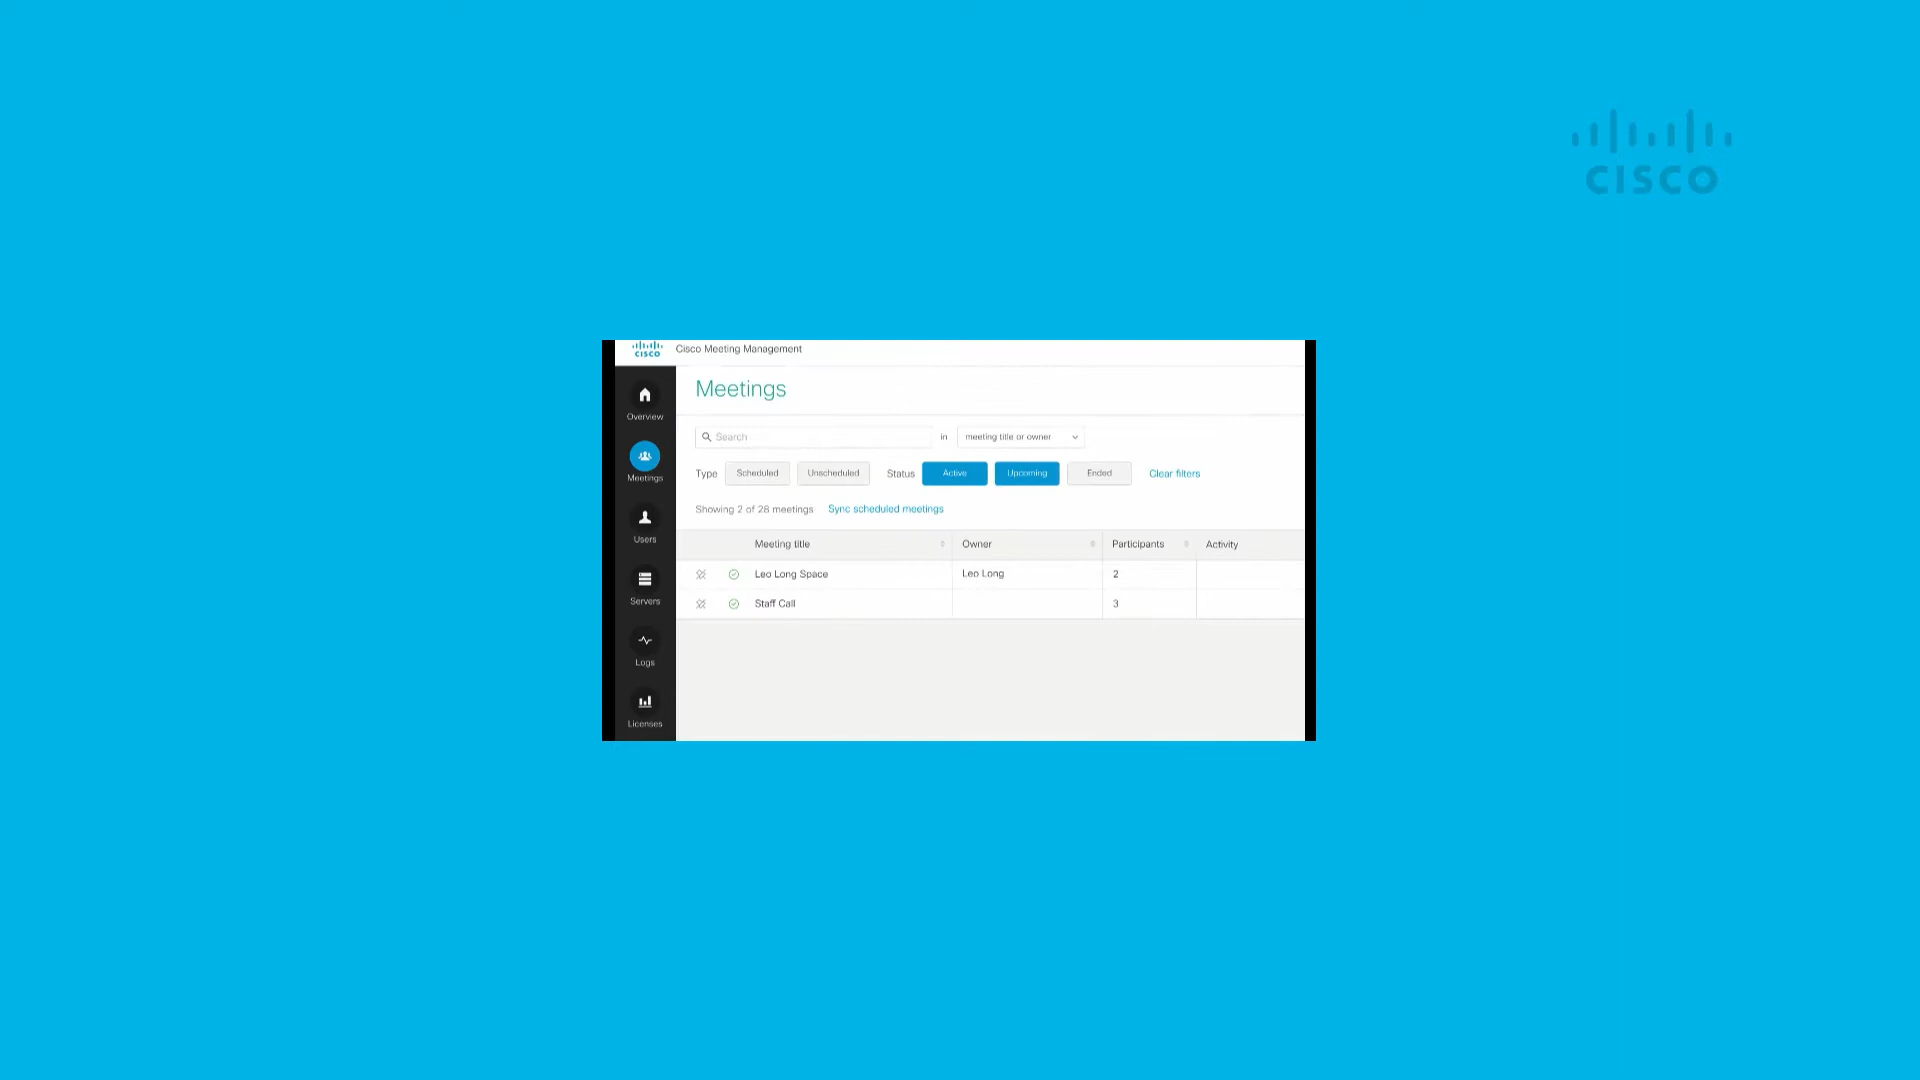 CISCO
CISCO Cisco Meeting Management
Overview
Meetings
Users
Servers
Logs
Licenses
Meetings
Search in meeting title or owner
Type Scheduled Unscheduled Status Active Upcoming Ended Clear filters
Showing 2 of 28 meetings Sync scheduled meetings
Meeting title Owner Participants Activity
Leo Long Space Leo Long 2
Staff Call 3